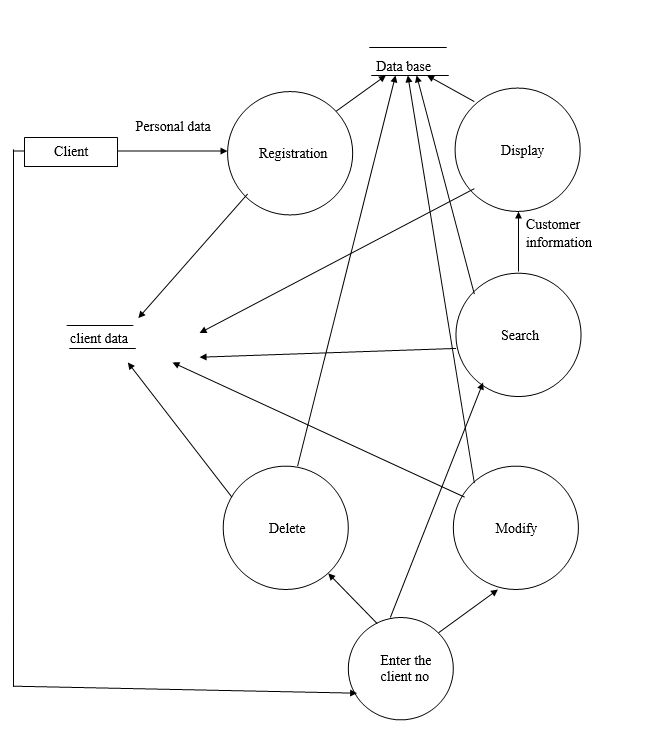 Data base
Personal data
Client
Registration
Display
Customer
information
client data
Search
Delete
Modify
Enter the
client no